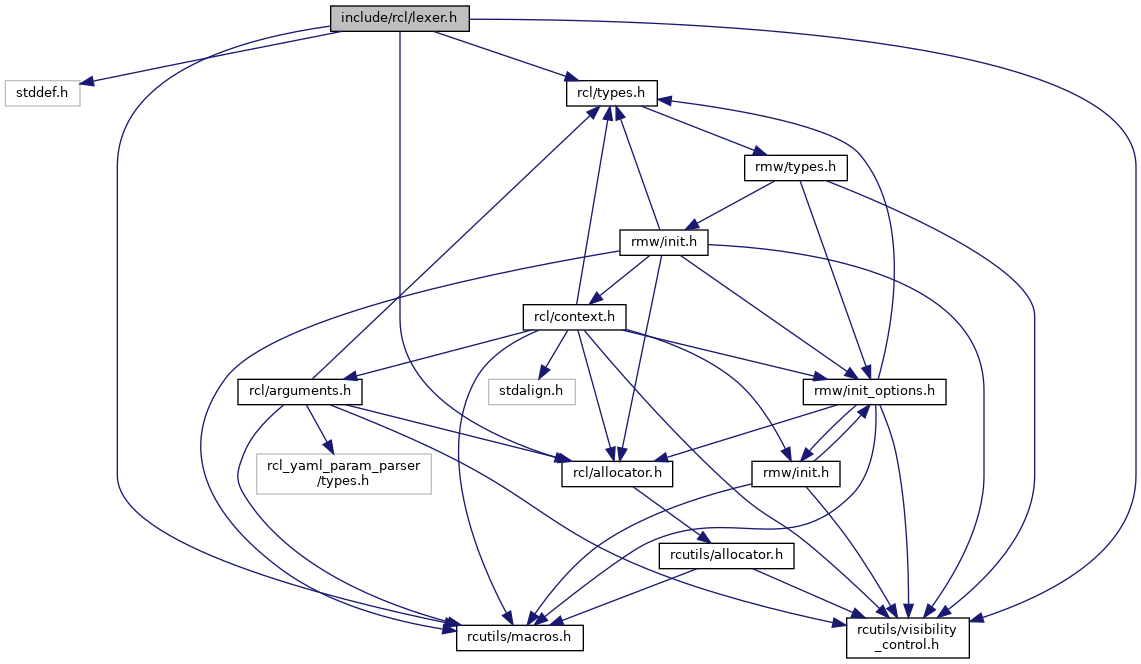 include/rcl/lexer.h
stddef.h
rcl/types.h
rmw/types.h
rmw/init.h
rcl/context.h
rcl/arguments.h
stdalign.h
rmw/init_options.h
rcl_yaml_param_parser
/types.h
rcl/allocator.h
rmw/init.h
rcutils/allocator.h
rcutils/macros.h
rcutils/visibility
_control.h